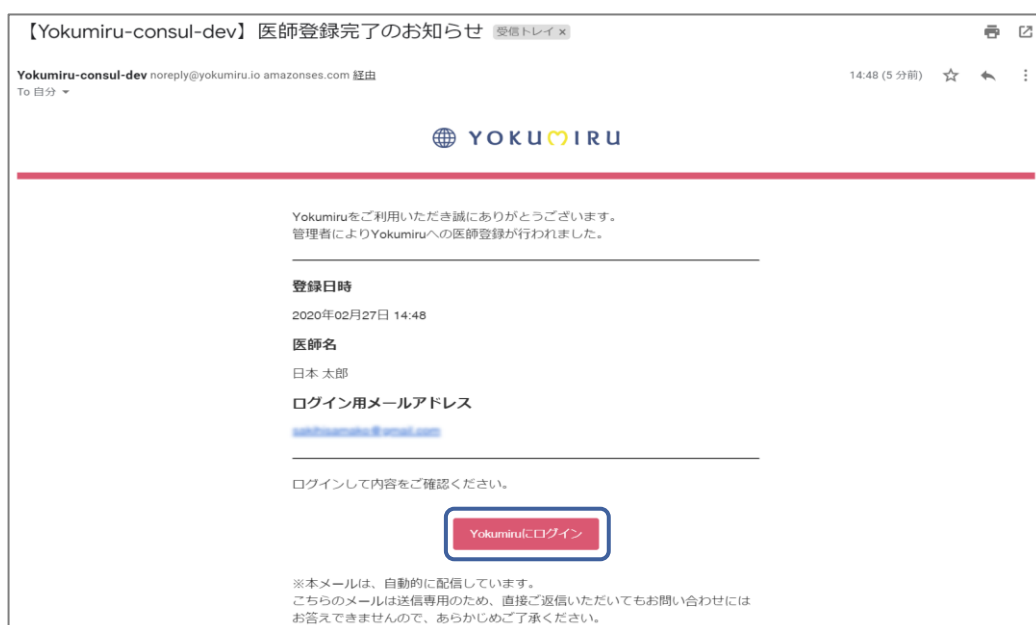 【Yokumiru-consul-dev】医師登録完了のお知らせ 受信トレイ ×
Yokumiru-consul-dev noreply@yokumiru.io amazonses.com 経由
14:48 (5 分前)
To 自分
YOKUMIRU
Yokumiruをご利用いただき誠にありがとうございます。
管理者によりYokumiruへの医師登録が行われました。
登録日時
2020年02月27日 14:48
医師名
日本 太郎
ログイン用メールアドレス
ログインして内容をご確認ください。
Yokumiruにログイン
※本メールは、自動的に配信しています。
こちらのメールは送信専用のため、直接ご返信いただいてもお問い合わせには
お答えできませんので、あらかじめご了承ください。